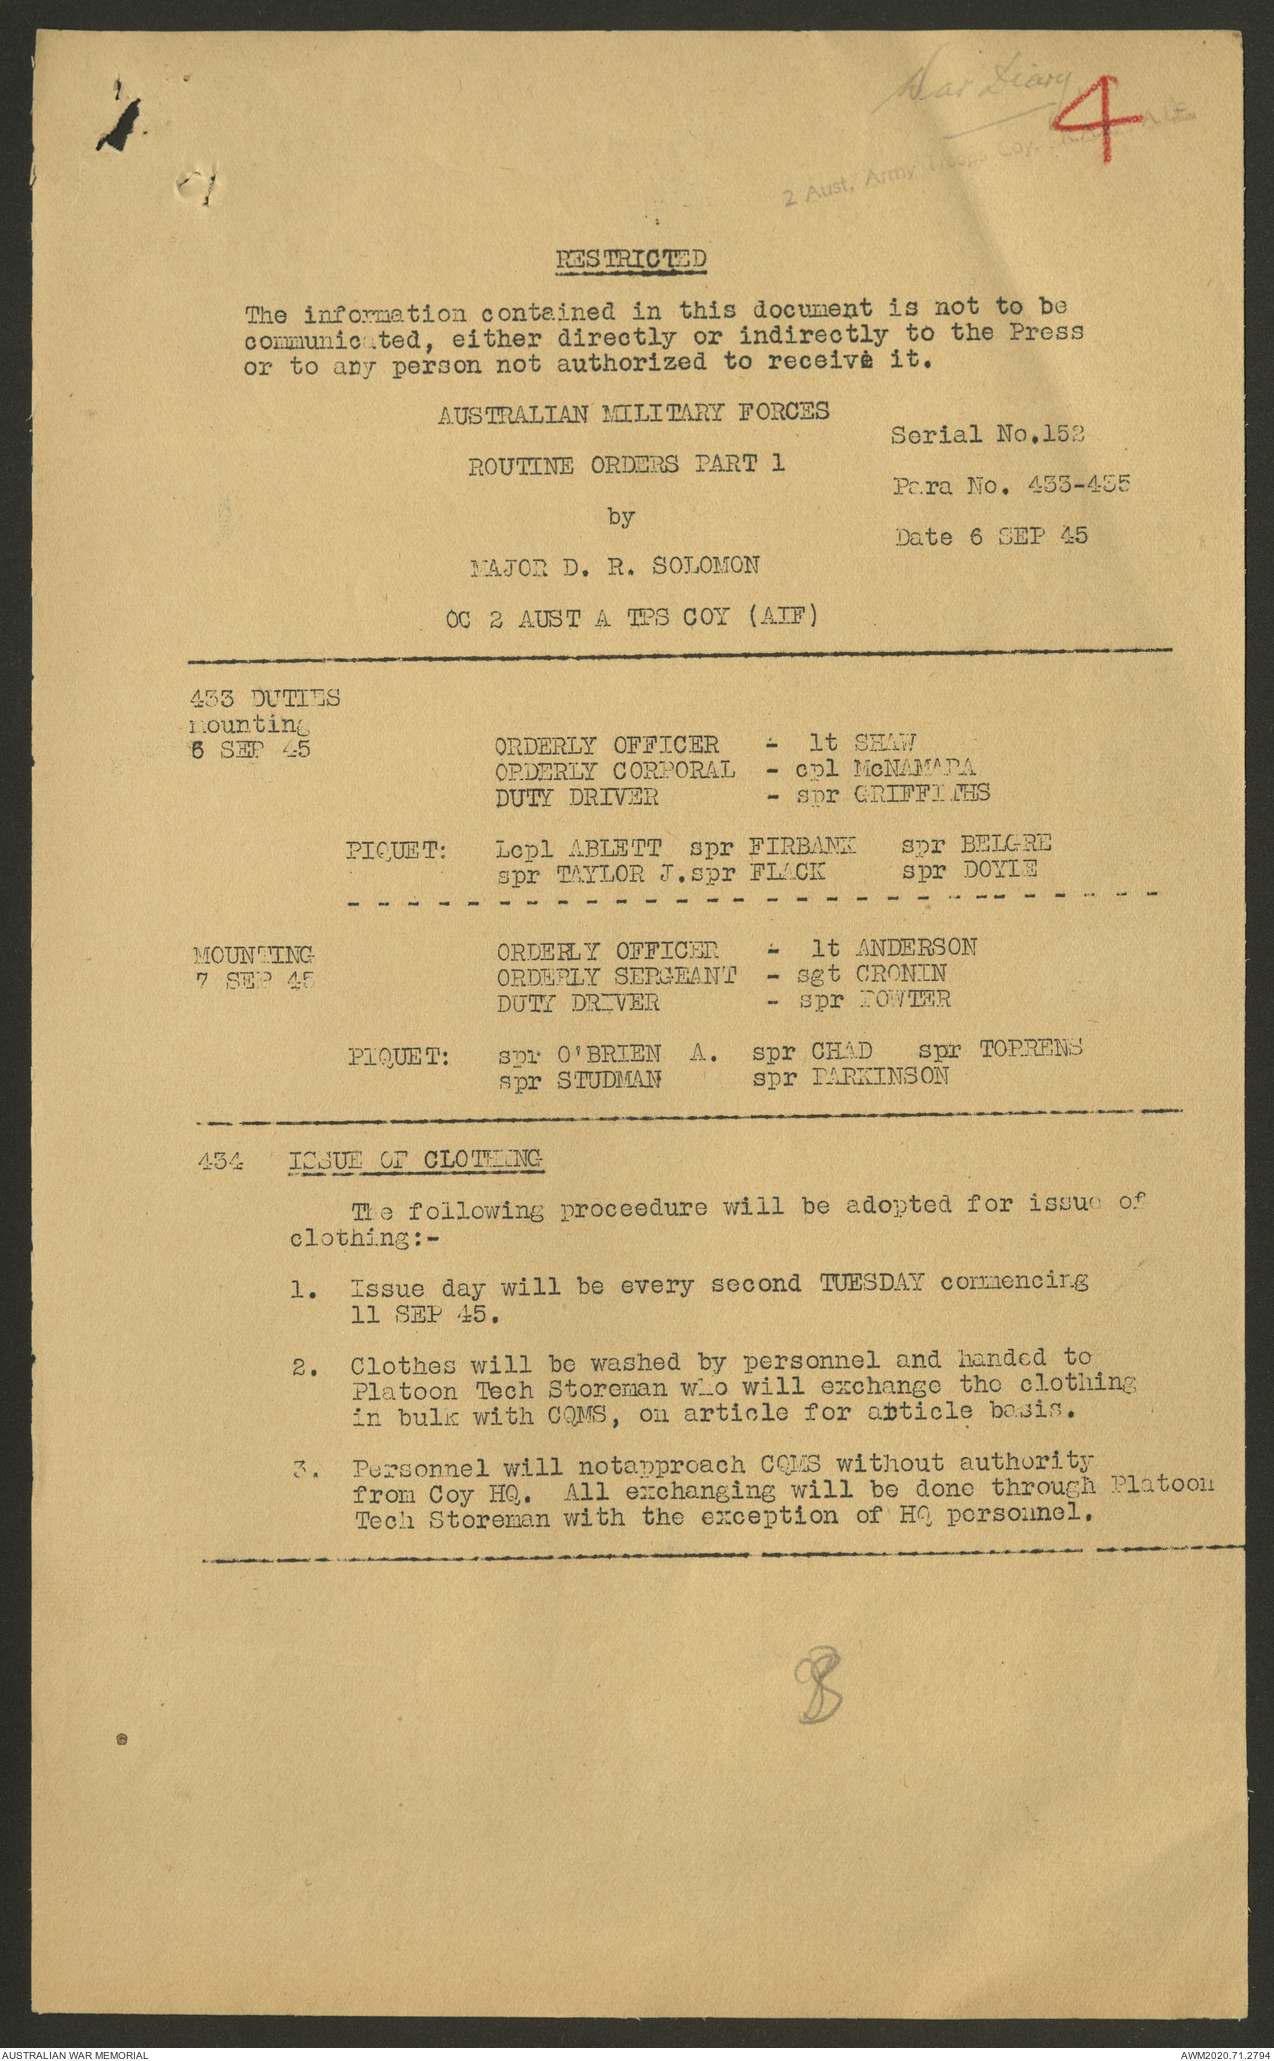 War Diary
4
2 Aust. Army Troops Coy. R.A.E. A.I.F.
RESTRICTED
The information contained in this document is not to be
communicated, either directly or indirectly to the Press
or to any person not authorized to receive it.
AUSTRALIAN MILITARY FORCES
Serial No.152
ROUTINE ORDERS PART 1
Para No. 433-435
by
Date 6 SEP 45
MAJOR D. R. SOLOMON
OC 2 AUST A TPS COY (AIF)
433 DUTIES
mounting
6 SEP 45
ORDERLY OFFICER - lt SHAW
ORDERLY CORPORAL - cpl McNAMARA
DUTY DRIVER - spr GRIFFITHS
PIQUET: Lcpl ABLETT spr FIRBANK spr BELGRE
spr TAYLOR J.spr FLACK spr DOYLE
MOUNTING ORDERLY OFFICER - lt ANDERSON
7 SEP 45 ORDERLY SERGEANT - sgt CRONIN
DUTY DRIVER - spr POWTER
PIQUET: spr O'BRIEN A. spr CHAD spr TORRENS
spr STUDMAN spr PARKINSON
434 ISSUE OF CLOTHING
The following proceedure will be adopted for issue of
clothing:-
1. Issue day will be every second TUESDAY commencing
11 SEP 45.
2. Clothes will be washed by personnel and handed to
Platoon Tech Storeman who will exchange the clothing
in bulk with CQMS, on article for article basis.
3. Personnel will notapproach CQMS without authority
from Coy HQ. All exchanging will be done through Platoon
Tech Storeman with the exception of HQ personnel.
8
AUSTRALIAN WAR MEMORIAL
AWM2020.71.2794